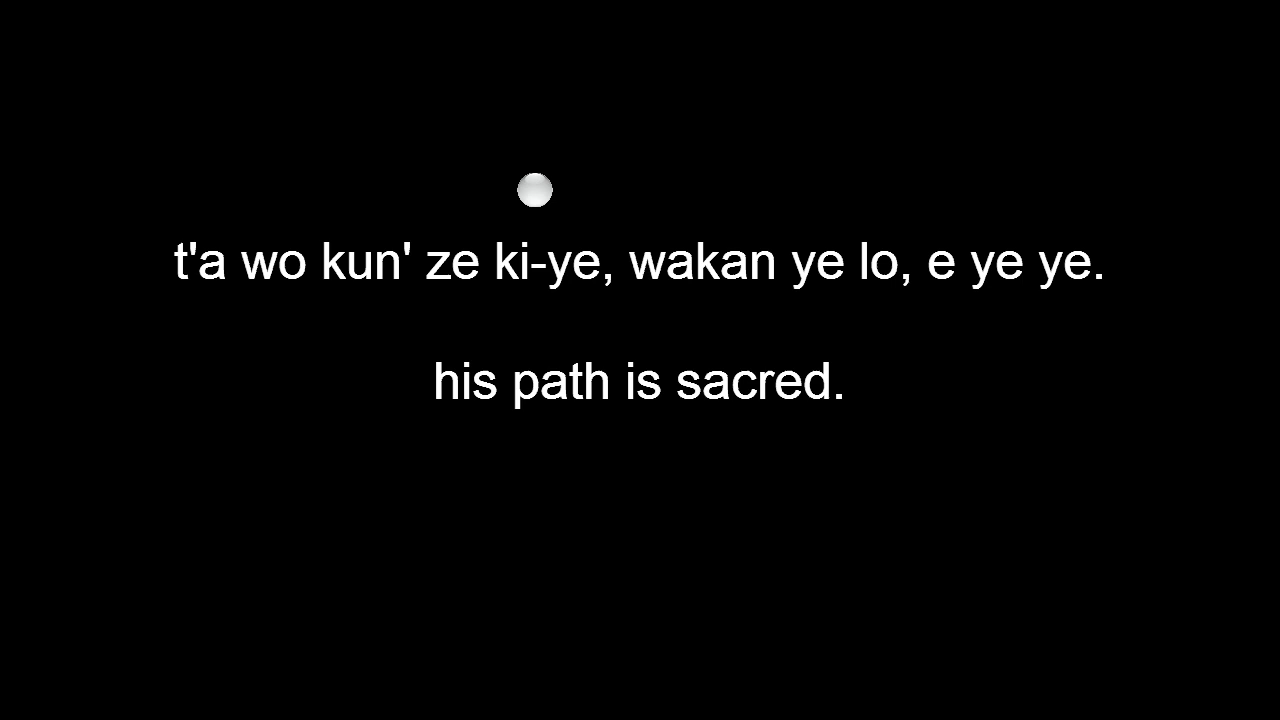 t'a wo kun' ze ki-ye, wakan ye lo, e ye ye.
his path is sacred.